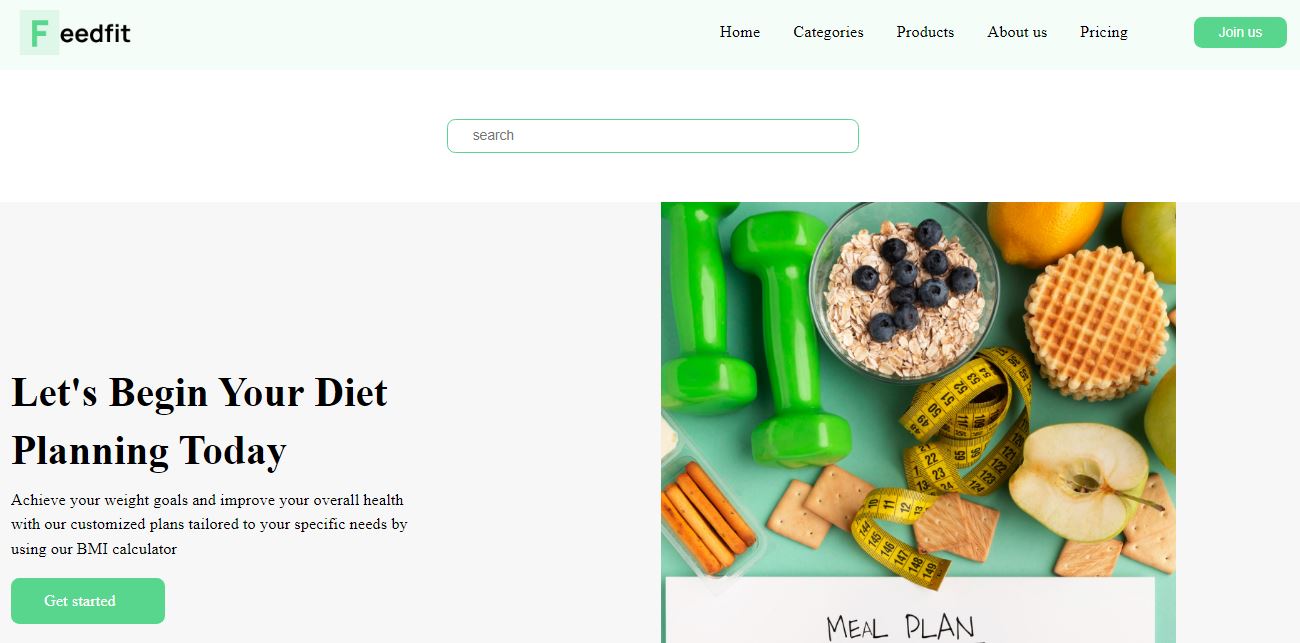 Feedfit
Home Categories Products About us Pricing Join us
search
Let's Begin Your Diet
Planning Today
Achieve your weight goals and improve your overall health
with our customized plans tailored to your specific needs by
using our BMI calculator
Get started
MEAL PLAN